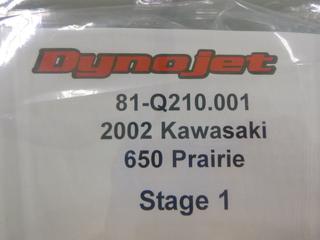 Dynojet
81-Q210.001
2002 Kawasaki
650 Prairie
Stage 1